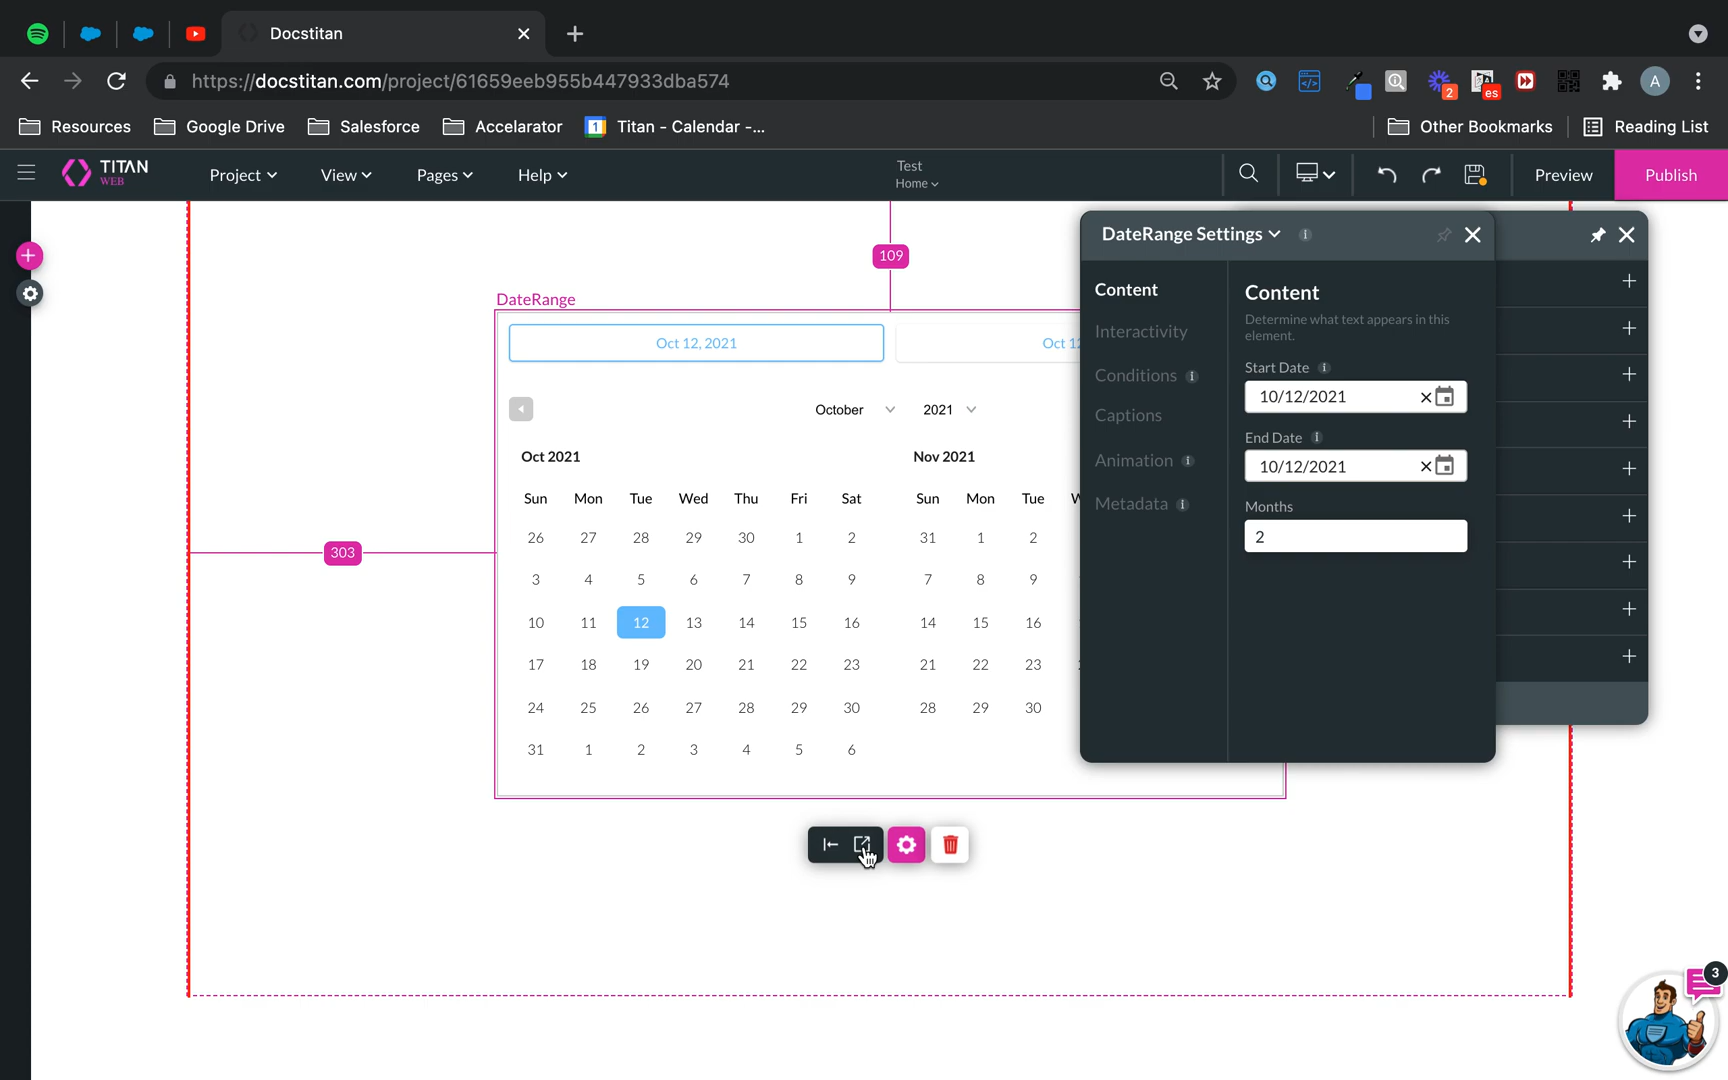 Docstitan
https://docstitan.com/project/61659eeb955b447933dba574
2
es
A
Resources
Google Drive
Salesforce
Accelarator
1
Titan - Calendar -...
Other Bookmarks
Reading List
TITAN
WEB
Project
View
Pages
Help
Test
Home
Preview
Publish
109
DateRange
Oct 12, 2021
Oct 12
October
2021
Oct 2021
Nov 2021
Sun Mon Tue Wed Thu Fri Sat
Sun Mon Tue
26 27 28 29 30 1 2
31 1 2
3 4 5 6 7 8 9
7 8 9
10 11 12 13 14 15 16
14 15 16
17 18 19 20 21 22 23
21 22 23
24 25 26 27 28 29 30
28 29 30
31 1 2 3 4 5 6
303
DateRange Settings
Content
Interactivity
Conditions
Captions
Animation
Metadata
Content
Determine what text appears in this
element.
Start Date
10/12/2021
End Date
10/12/2021
Months
2
3